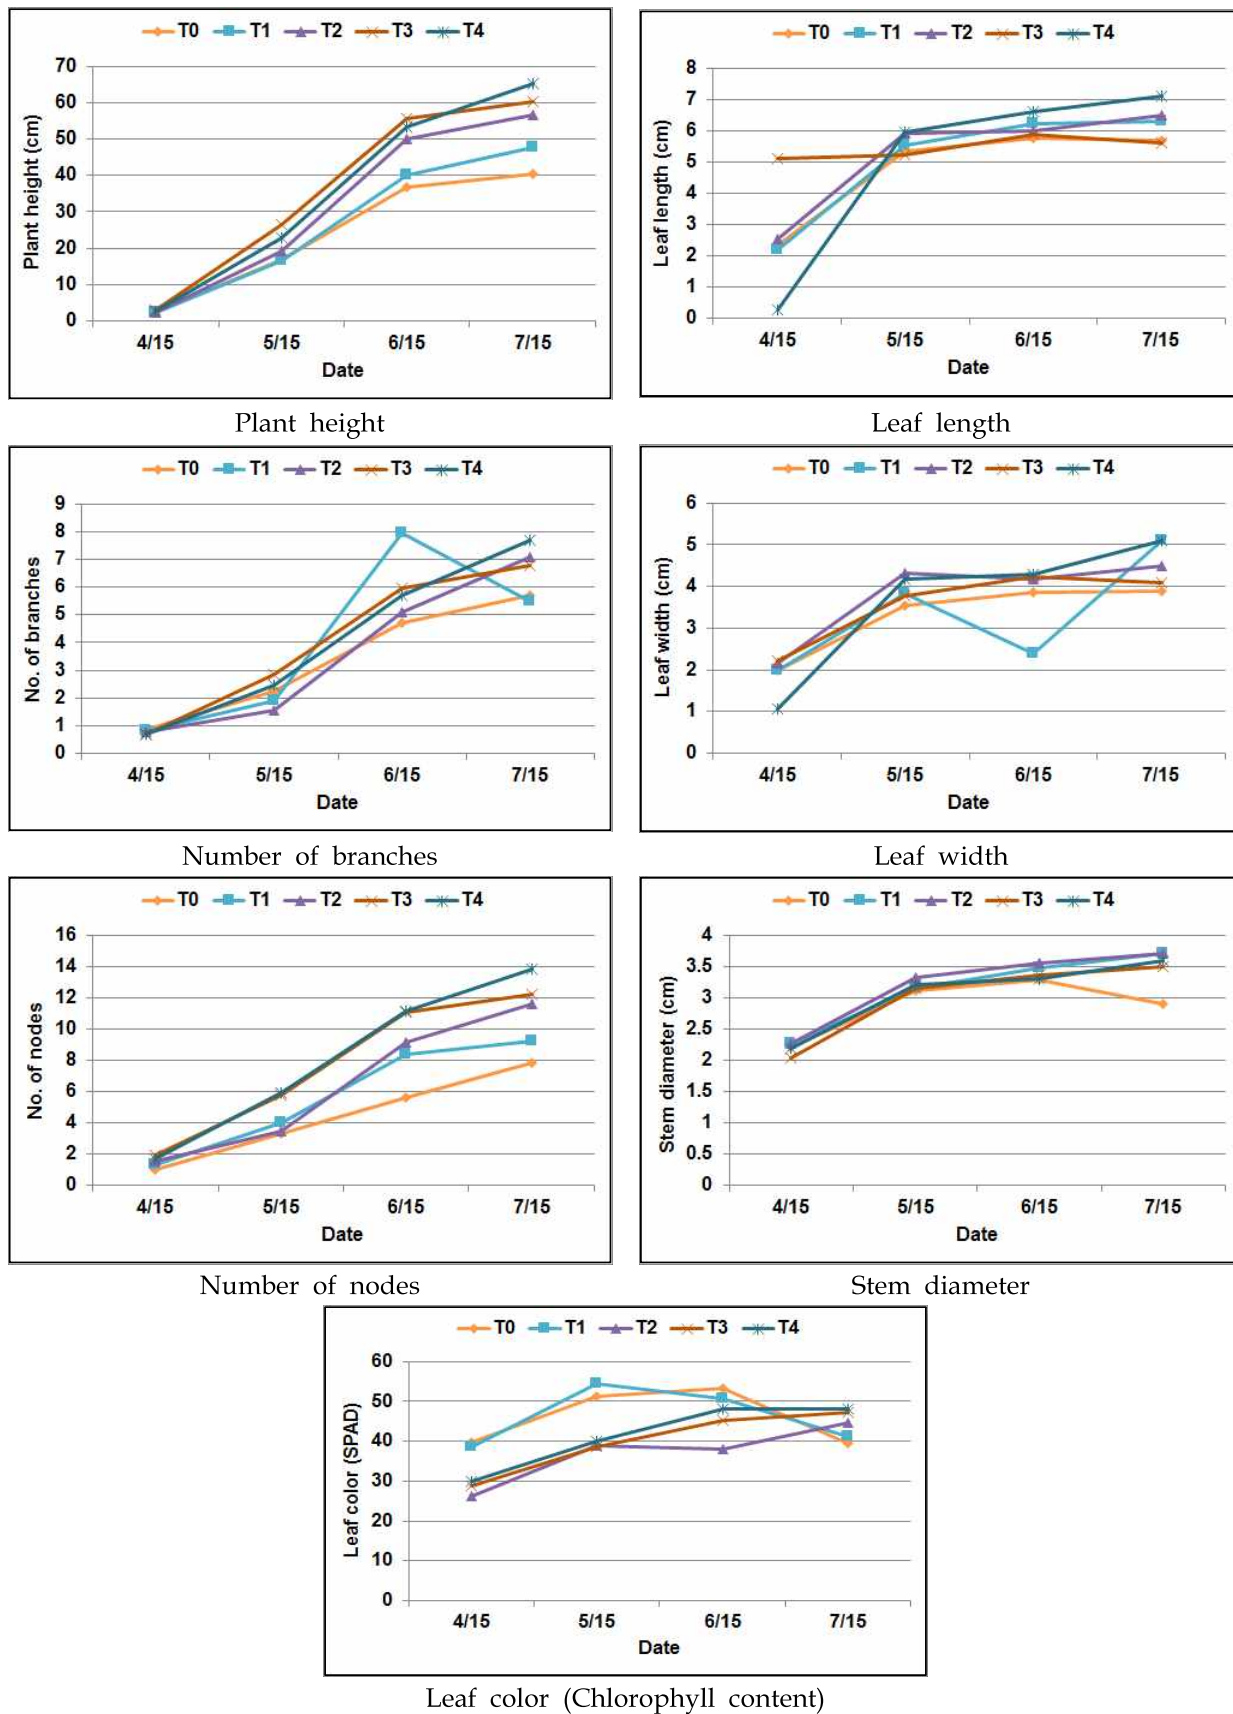 T0 T1 T2 T3 T4
Plant height (cm)
70
60
50
40
30
20
10
0
4/15 5/15 6/15 7/15
Date
Plant height
T0 T1 T2 T3 T4
Leaf length (cm)
8
7
6
5
4
3
2
1
0
4/15 5/15 6/15 7/15
Date
Leaf length
T0 T1 T2 T3 T4
No. of branches
9
8
7
6
5
4
3
2
1
0
4/15 5/15 6/15 7/15
Date
Number of branches
T0 T1 T2 T3 T4
Leaf width (cm)
6
5
4
3
2
1
0
4/15 5/15 6/15 7/15
Date
Leaf width
T0 T1 T2 T3 T4
No. of nodes
16
14
12
10
8
6
4
2
0
4/15 5/15 6/15 7/15
Date
Number of nodes
T0 T1 T2 T3 T4
Stem diameter (cm)
4
3.5
3
2.5
2
1.5
1
0.5
0
4/15 5/15 6/15 7/15
Date
Stem diameter
T0 T1 T2 T3 T4
Leaf color (SPAD)
60
50
40
30
20
10
0
4/15 5/15 6/15 7/15
Date
Leaf color (Chlorophyll content)